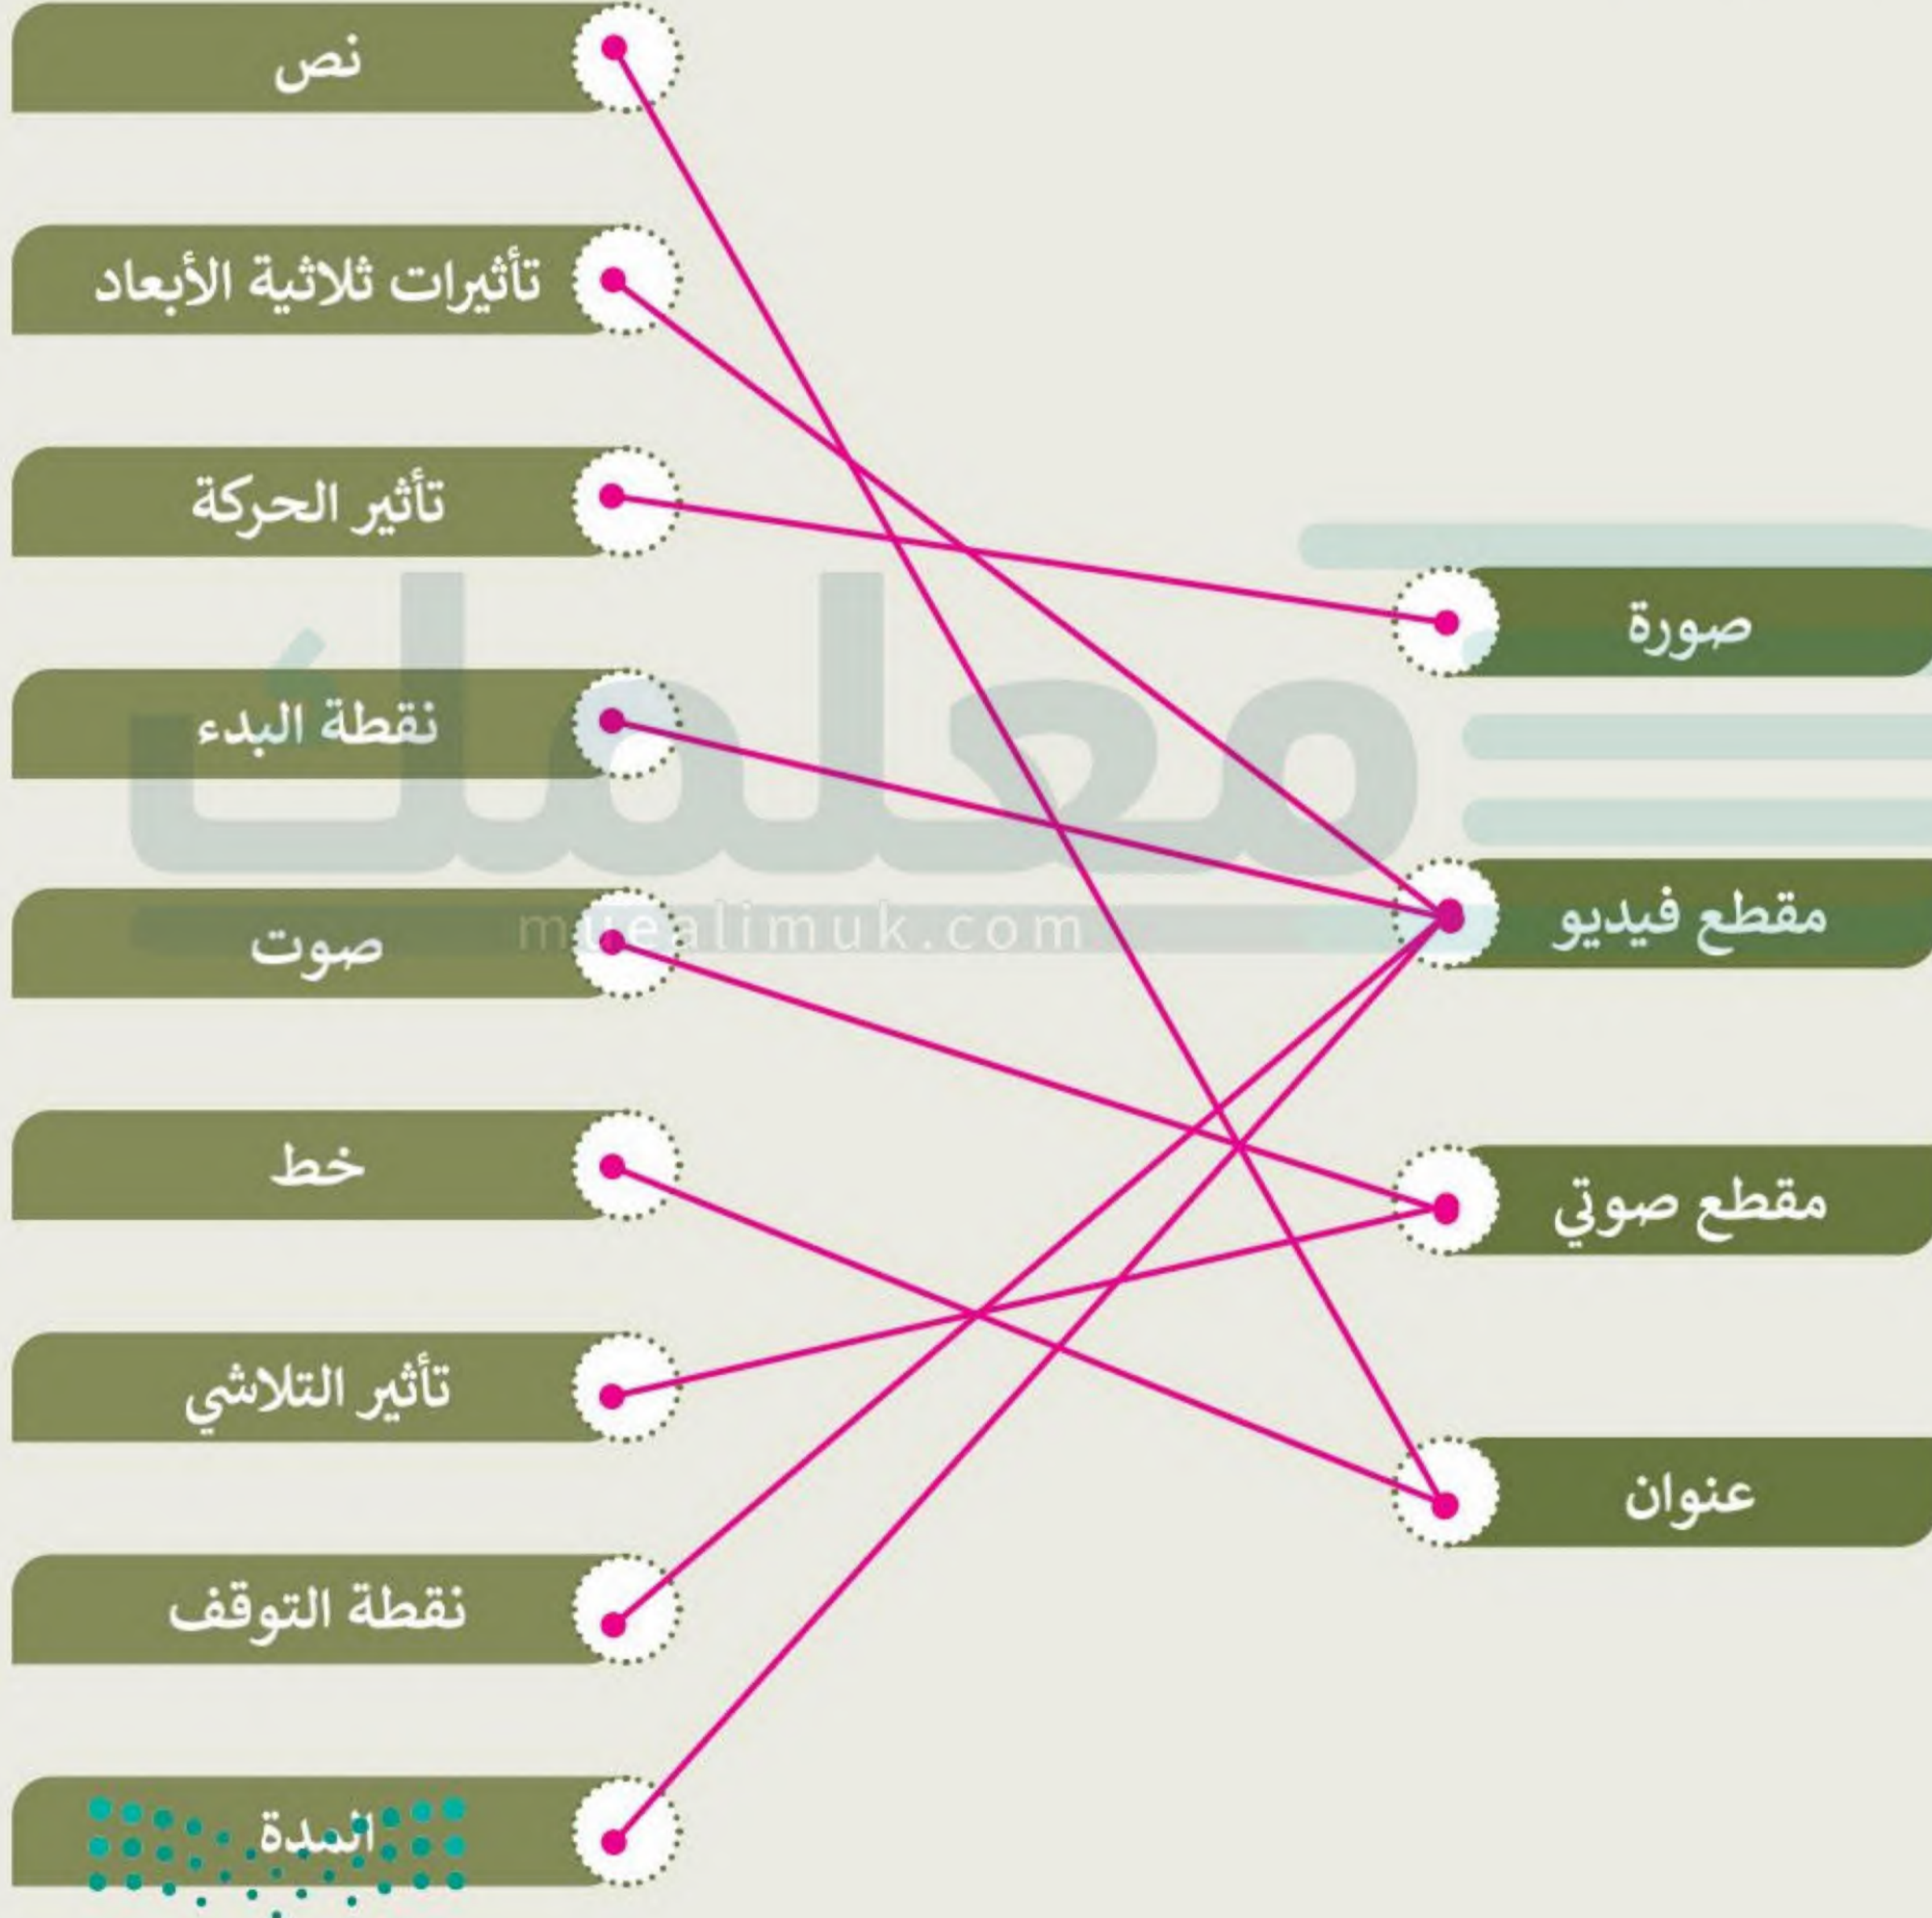 صورة
مقطع فيديو
مقطع صوتي
عنوان
نص
تأثيرات ثلاثية الأبعاد
تأثير الحركة
نقطة البدء
صوت
خط
تأثير التلاشي
نقطة التوقف
المدة
معلمك
muealimuk.com